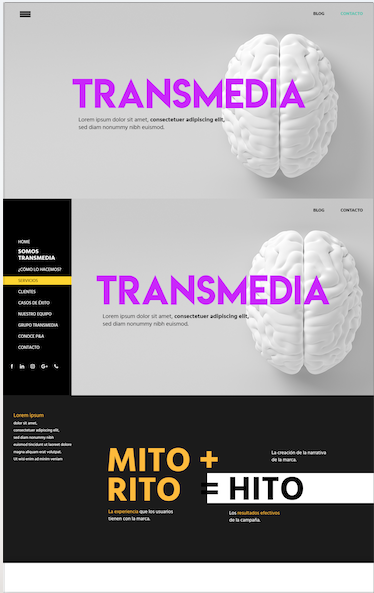 BLOG CONTACTO
TRANSMEDIA
Lorem ipsum dolor sit amet, consectetuer adipiscing elit,
sed diam nonummy nibh euismod.
BLOG CONTACTO
HOME
SOMOS
TRANSMEDIA
¿CÓMO LO HACEMOS?
SERVICIOS
CLIENTES
CASOS DE ÉXITO
NUESTRO EQUIPO
GRUPO TRANSMEDIA
CONOCE P&A
CONTACTO
TRANSMEDIA
Lorem ipsum dolor sit amet, consectetuer adipiscing elit,
sed diam nonummy nibh euismod.
Lorem ipsum
dolor sit amet,
consectetuer adipiscing elit,
sed diam nonummy nibh
euismod tincidunt ut laoreet dolore
magna aliquam erat volutpat.
Ut wisi enim ad minim veniam
MITO +
RITO = HITO
La creación de la narrativa
de la marca.
La experiencia que los usuarios
tienen con la marca.
Los resultados efectivos
de la campaña.